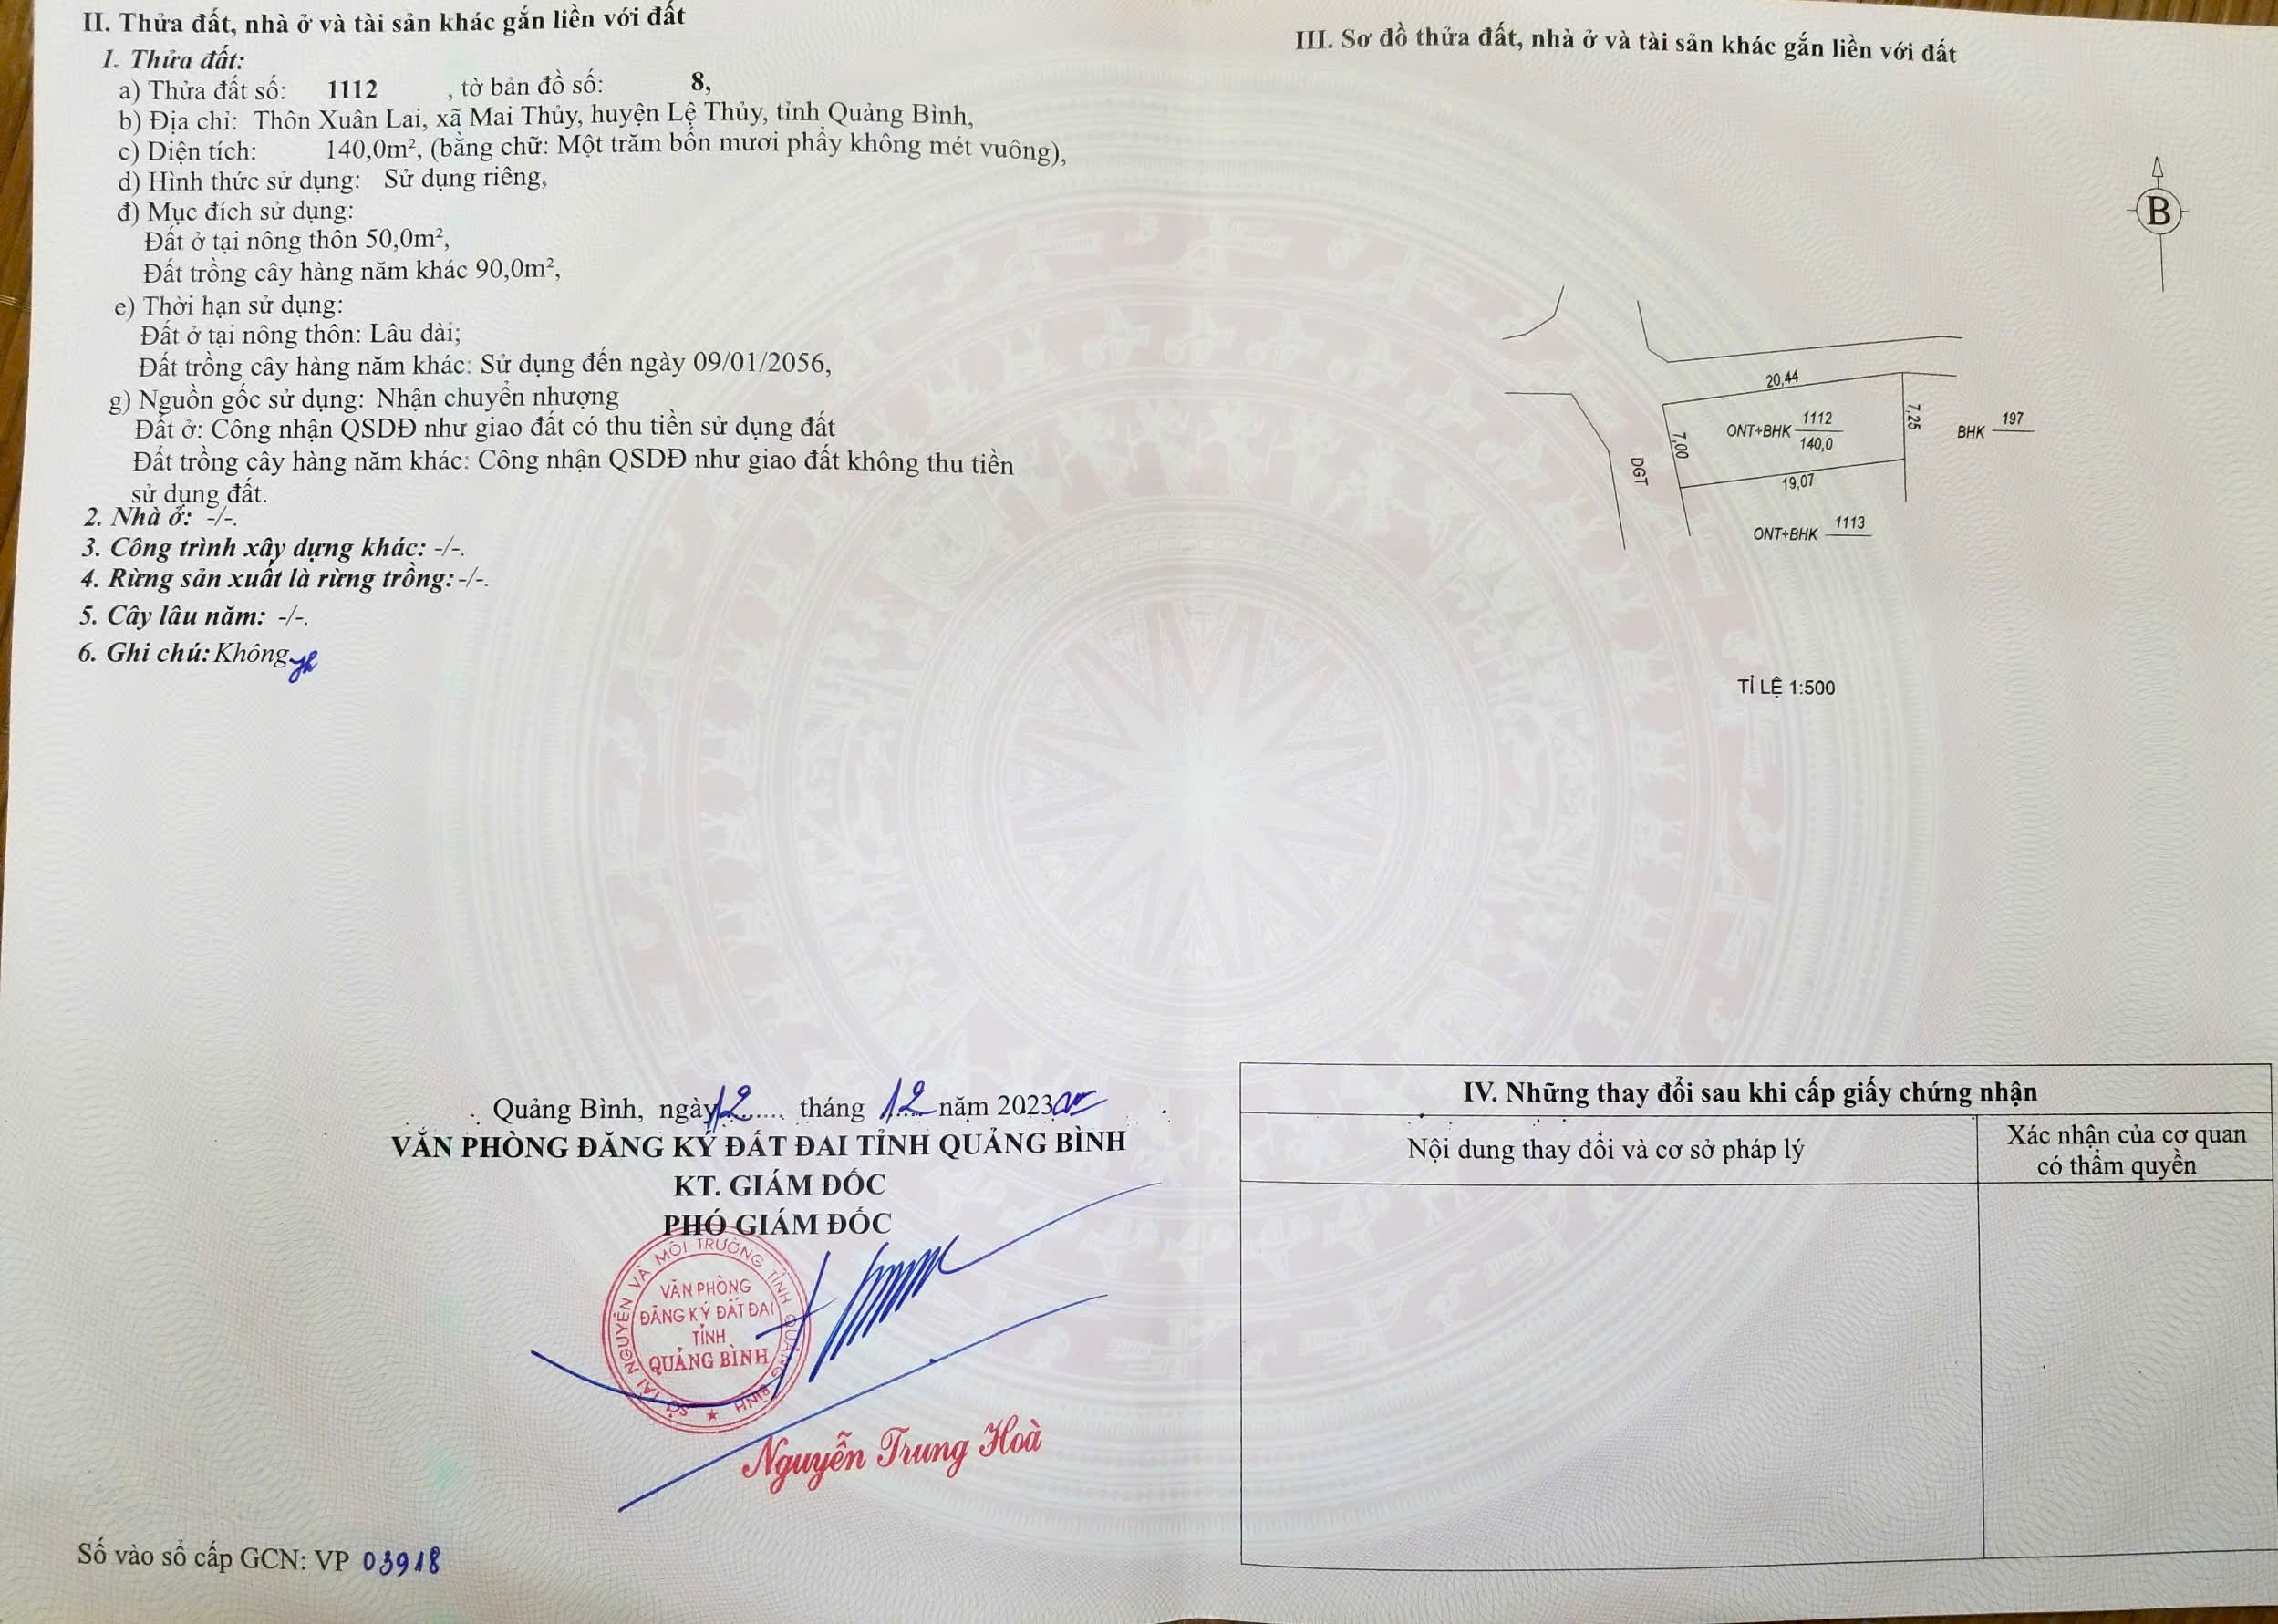 II. Thửa đất, nhà ở và tài sản khác gắn liền với đất
1. Thửa đất:
a) Thửa đất số: 1112 , tờ bản đồ số: 8,
b) Địa chỉ: Thôn Xuân Lai, xã Mai Thủy, huyện Lệ Thủy, tỉnh Quảng Bình,
c) Diện tích: 140,0m², (bằng chữ: Một trăm bốn mươi phẩy không mét vuông),
d) Hình thức sử dụng: Sử dụng riêng,
đ) Mục đích sử dụng:
Đất ở tại nông thôn 50,0m²,
Đất trồng cây hàng năm khác 90,0m²,
e) Thời hạn sử dụng:
Đất ở tại nông thôn: Lâu dài;
Đất trồng cây hàng năm khác: Sử dụng đến ngày 09/01/2056,
g) Nguồn gốc sử dụng: Nhận chuyển nhượng
Đất ở: Công nhận QSDĐ như giao đất có thu tiền sử dụng đất
Đất trồng cây hàng năm khác: Công nhận QSDĐ như giao đất không thu tiền
sử dụng đất.
2. Nhà ở: -/-.
3. Công trình xây dựng khác: -/-.
4. Rừng sản xuất là rừng trồng: -/-.
5. Cây lâu năm: -/-.
6. Ghi chú: Không
Quảng Bình, ngày 12 tháng 12 năm 2023
VĂN PHÒNG ĐĂNG KÝ ĐẤT ĐAI TỈNH QUẢNG BÌNH
KT. GIÁM ĐỐC
PHÓ GIÁM ĐỐC
SỞ TÀI NGUYÊN VÀ MÔI TRƯỜNG TỈNH QUẢNG BÌNH
VĂN PHÒNG
ĐĂNG KÝ ĐẤT ĐAI
TỈNH
QUẢNG BÌNH
Nguyễn Trung Hoà
Số vào sổ cấp GCN: VP 03918
III. Sơ đồ thửa đất, nhà ở và tài sản khác gắn liền với đất
B
20,44
7,00
ONT+BHK 1112
140,0
7,25
BHK 197
DGT
19,07
ONT+BHK 1113
TỈ LỆ 1:500
IV. Những thay đổi sau khi cấp giấy chứng nhận
Nội dung thay đổi và cơ sở pháp lý
Xác nhận của cơ quan
có thẩm quyền